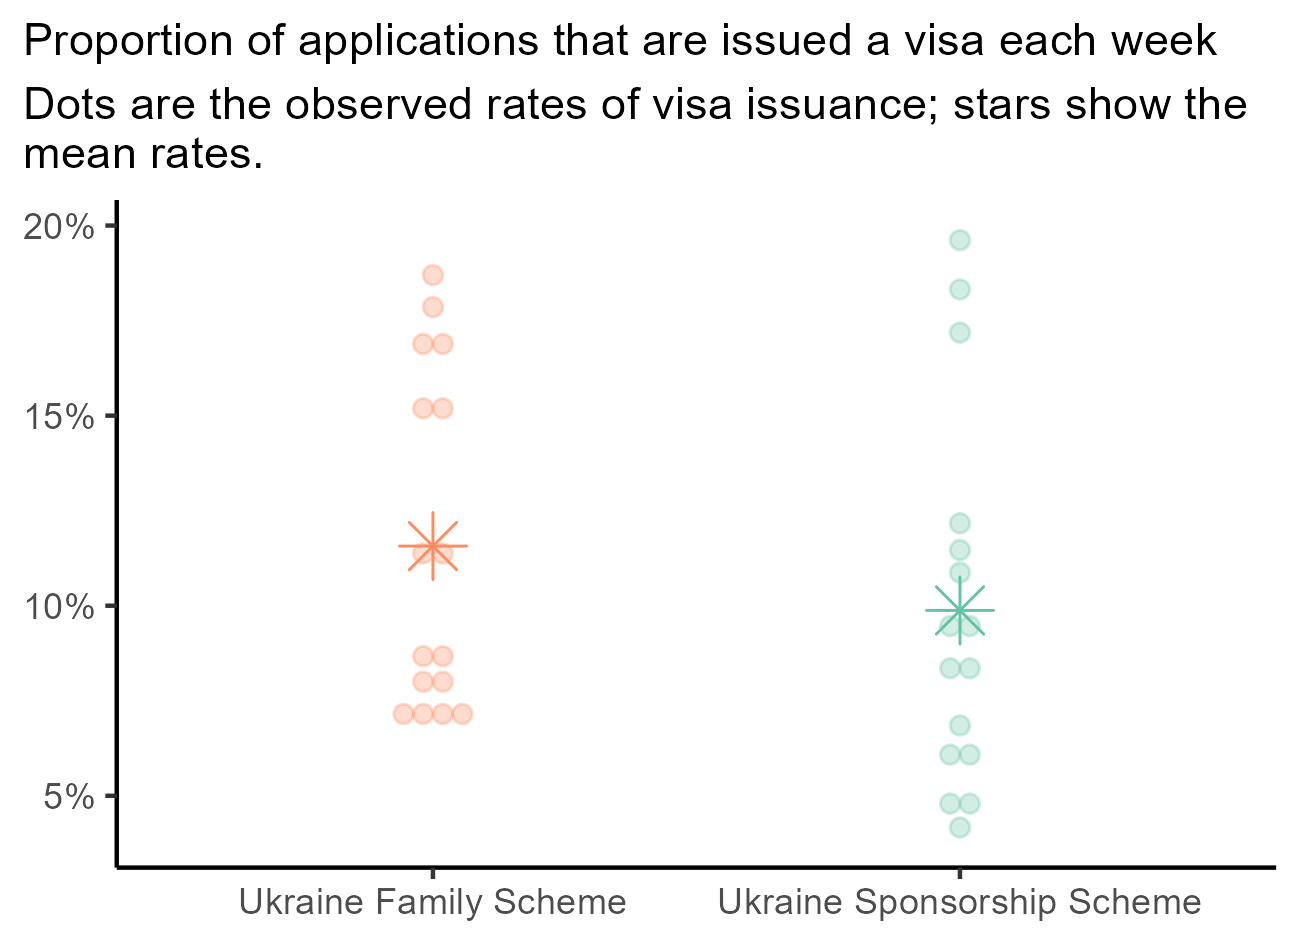 Proportion of applications that are issued a visa each week
Dots are the observed rates of visa issuance; stars show the
mean rates.
20%
15%
10%
5%
Ukraine Family Scheme
Ukraine Sponsorship Scheme